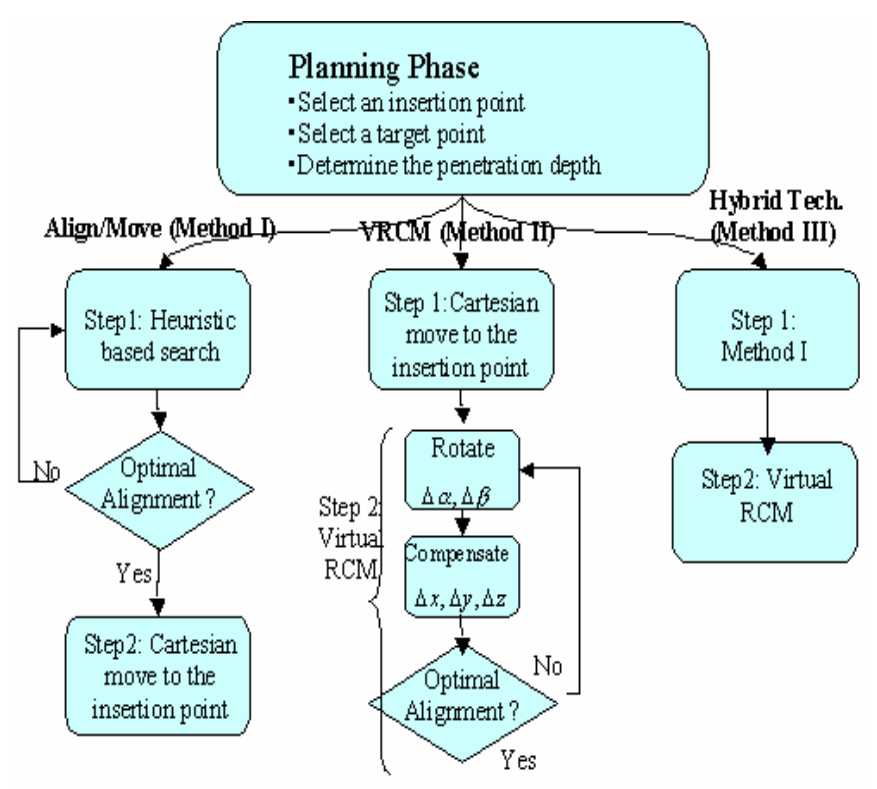 Planning Phase
▪Select an insertion point
▪Select a target point
▪Determine the penetration depth
Align/Move (Method I)
VRCM (Method II)
Hybrid Tech.
(Method III)
Step1: Heuristic
based search
No
Optimal
Alignment ?
Yes
Step2: Cartesian
move to the
insertion point
Step 1:Cartesian
move to the
insertion point
Step 2:
Virtual
RCM
Rotate
Δα,Δβ
Compensate
Δx,Δy,Δz
Optimal
Alignment ?
No
Yes
Step 1:
Method I
Step2: Virtual
RCM